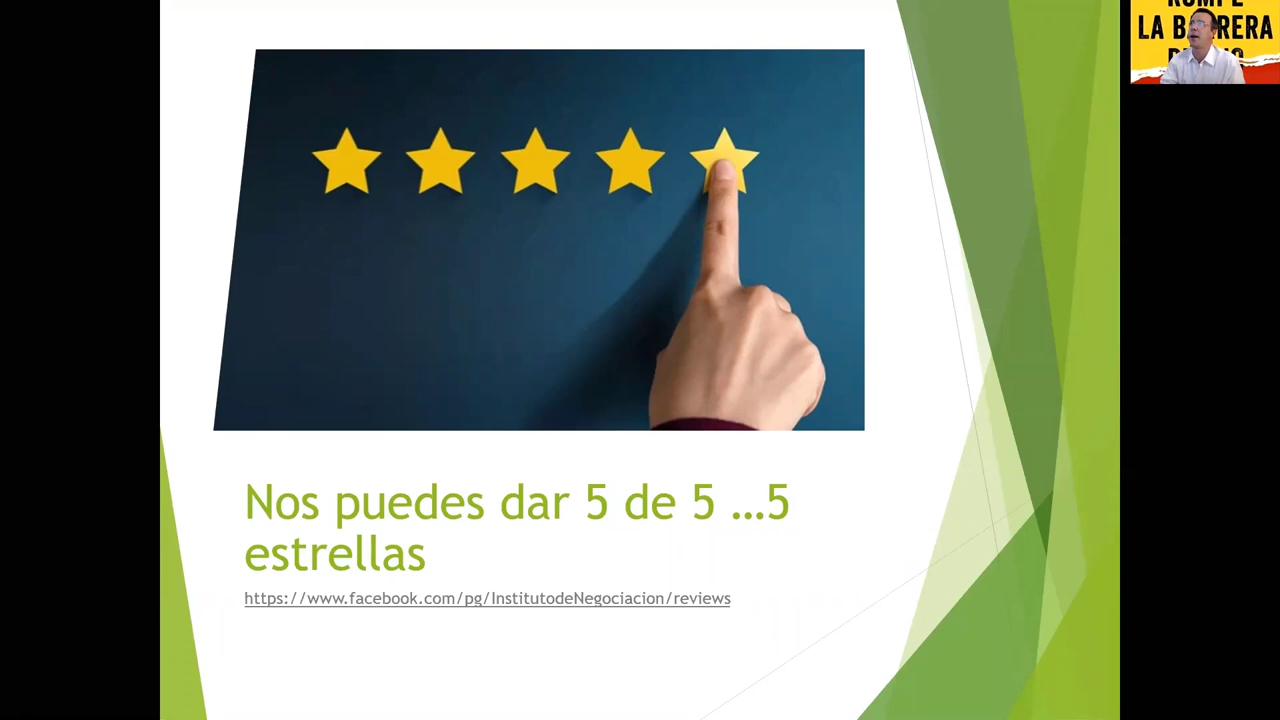 LA BARRERA
Nos puedes dar 5 de 5 …5
estrellas
https://www.facebook.com/pg/InstitutodeNegociacion/reviews